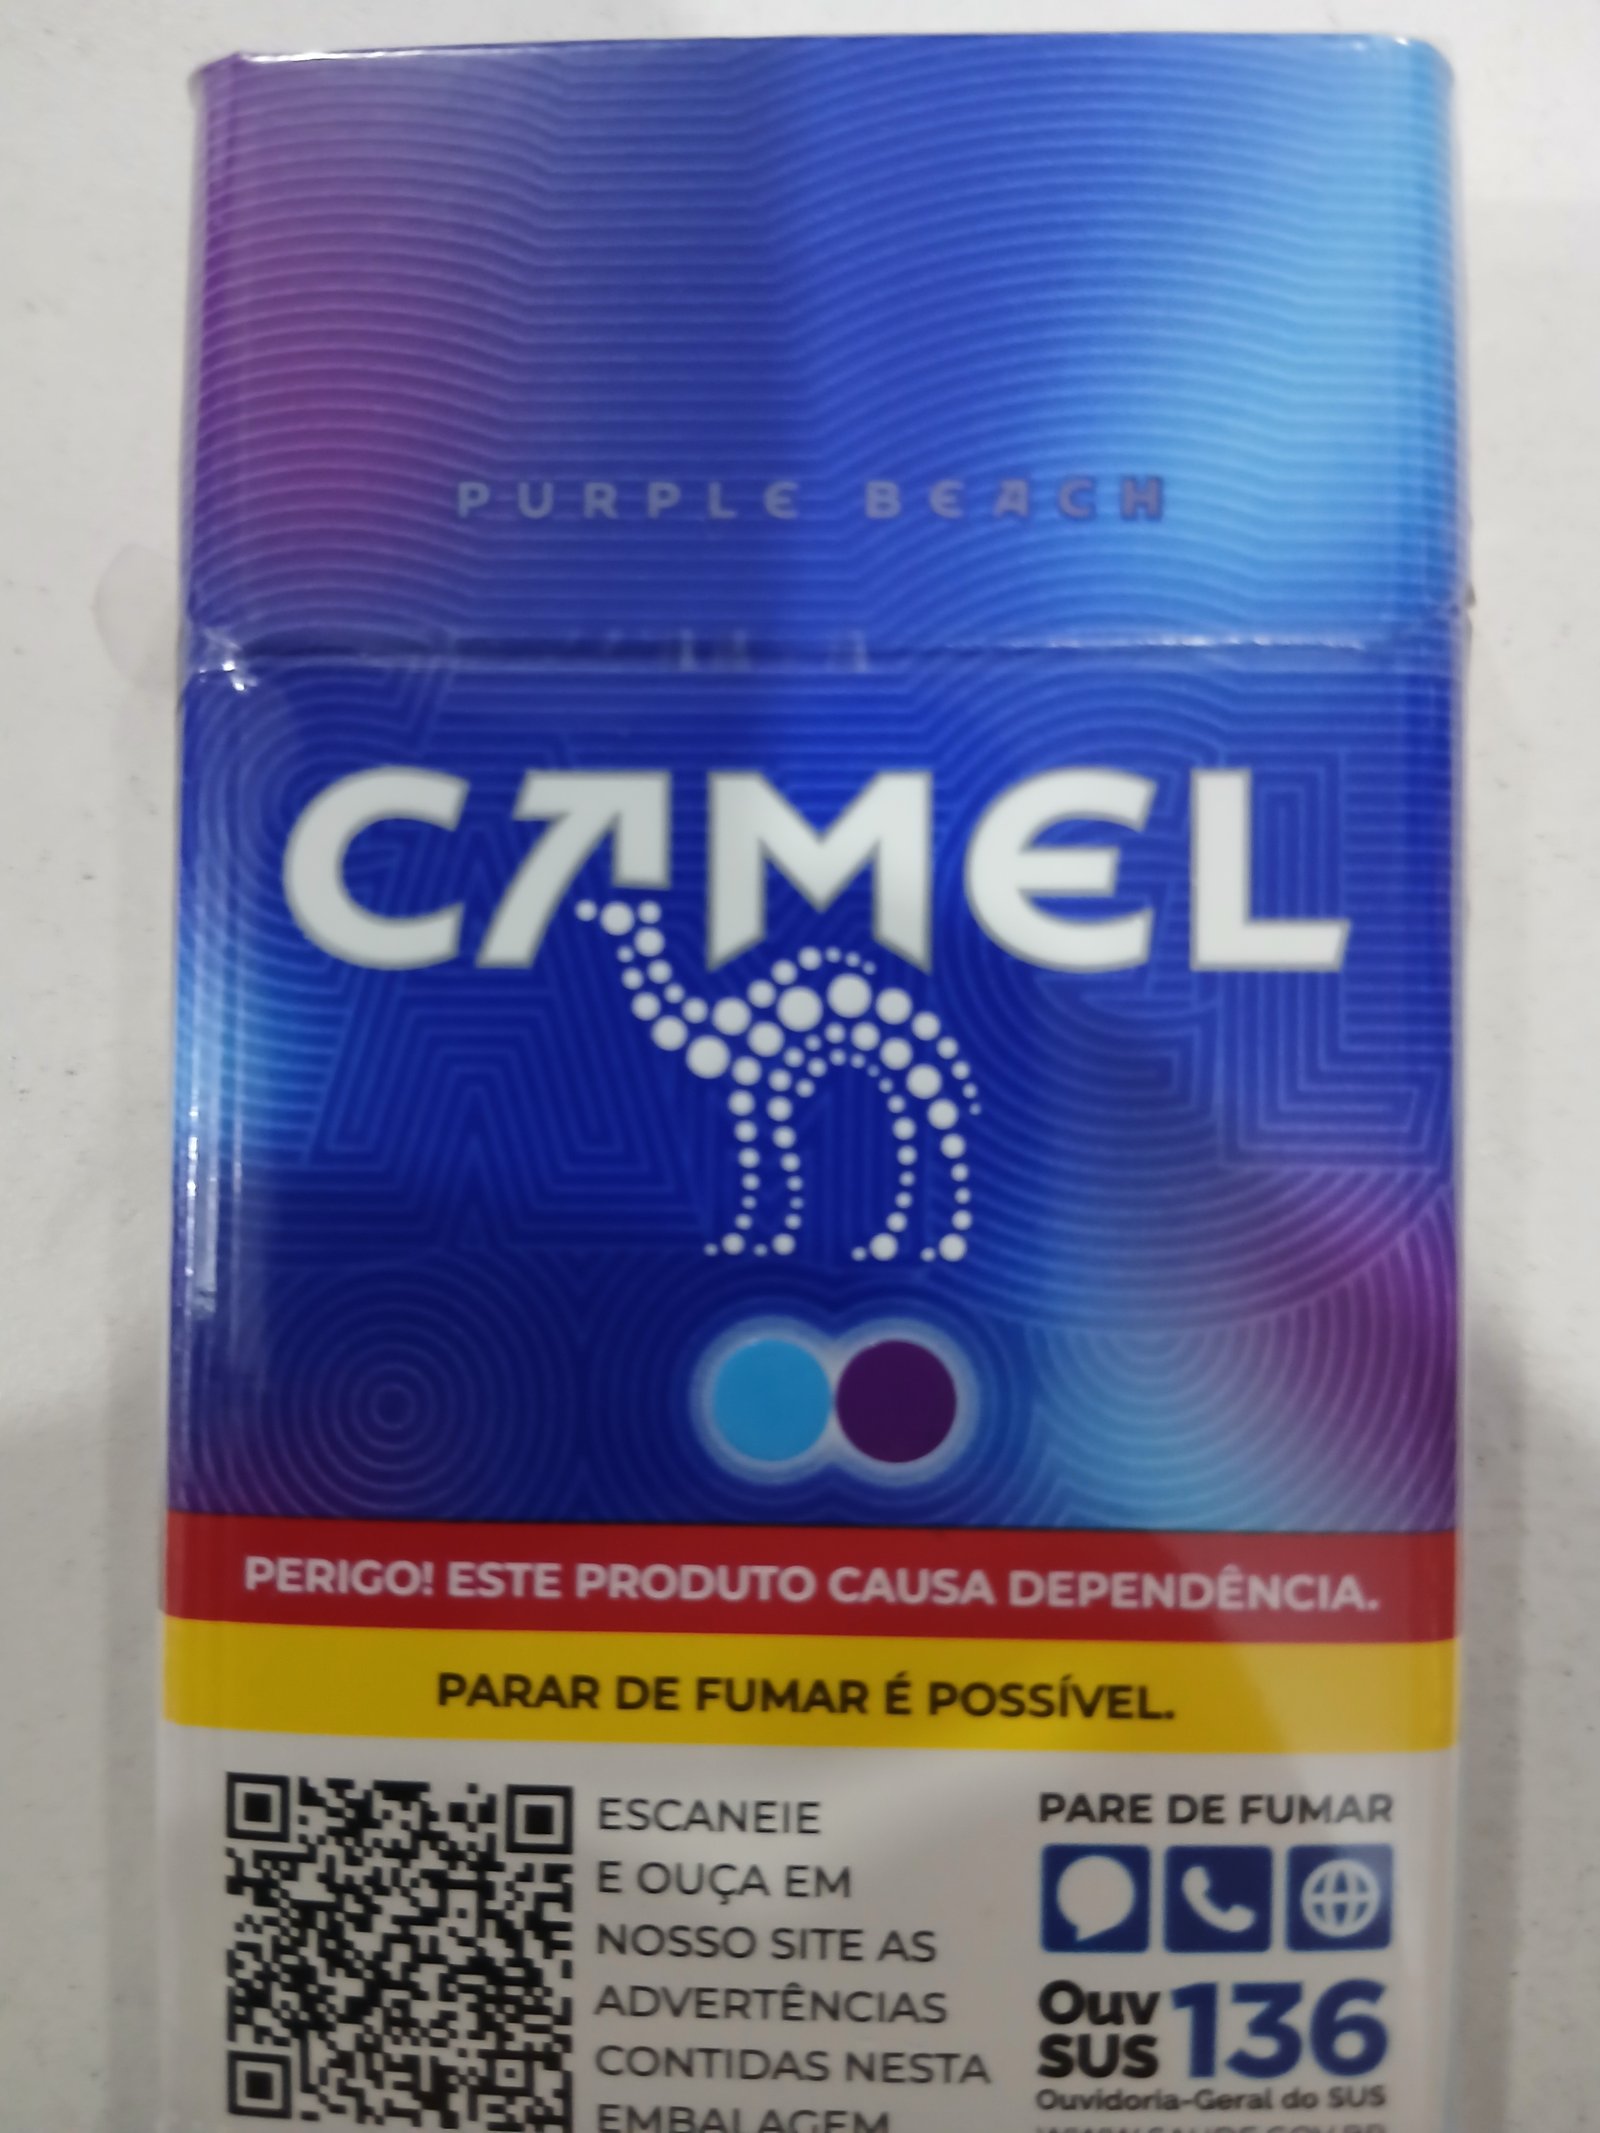 PURPLE BEACH
CAMEL
PERIGO! ESTE PRODUTO CAUSA DEPENDÊNCIA.
PARAR DE FUMAR É POSSÍVEL.
ESCANEIE
E OUÇA EM
NOSSO SITE AS
ADVERTÊNCIAS
CONTIDAS NESTA
EMBALAGEM
PARE DE FUMAR
Ouv
SUS 136
Ouvidoria-Geral do SUS